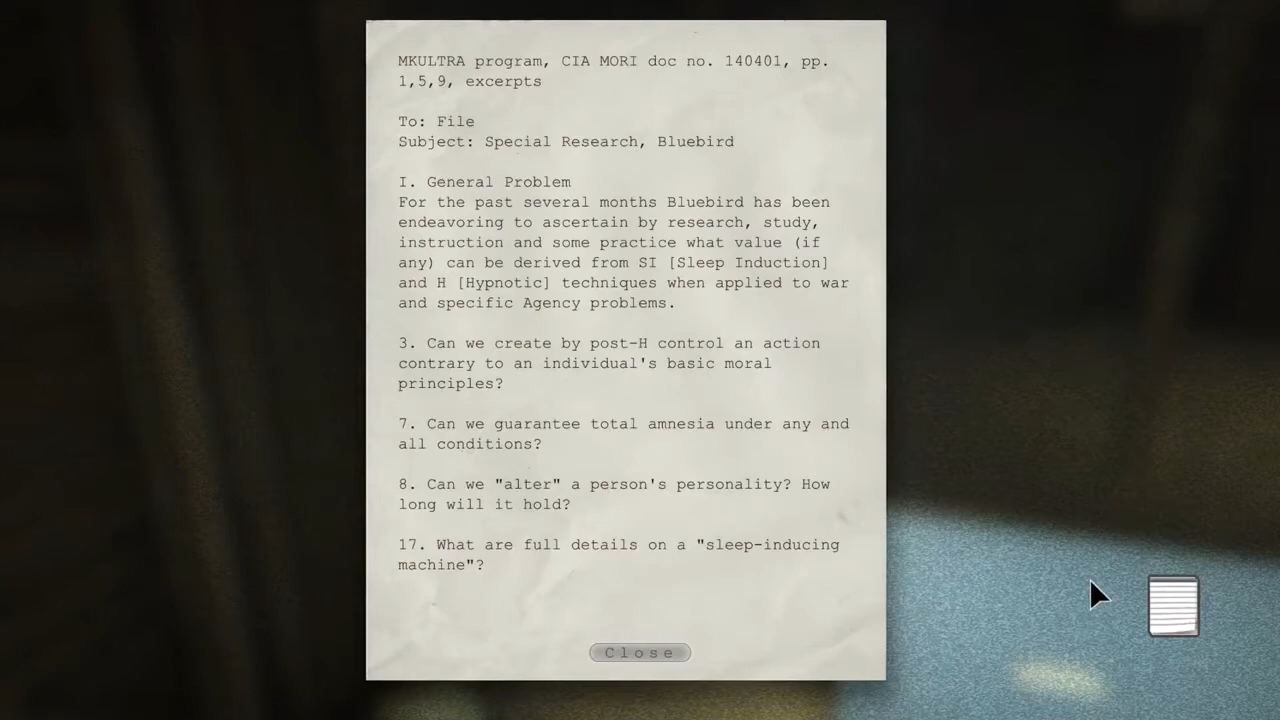 MKULTRA program, CIA MORI doc no. 140401, pp.
1,5,9, excerpts
To: File
Subject: Special Research, Bluebird
I. General Problem
For the past several months Bluebird has been
endeavoring to ascertain by research, study,
instruction and some practice what value (if
any) can be derived from SI [Sleep Induction]
and H [Hypnotic] techniques when applied to war
and specific Agency problems.
3. Can we create by post-H control an action
contrary to an individual's basic moral
principles?
7. Can we guarantee total amnesia under any and
all conditions?
8. Can we "alter" a person's personality? How
long will it hold?
17. What are full details on a "sleep-inducing
machine"?
Close